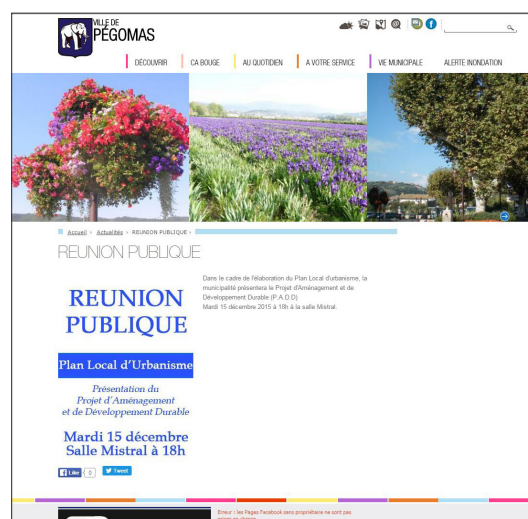 VILLE DE
PÉGOMAS
DÉCOUVRIR
CA BOUGE
AU QUOTIDIEN
A VOTRE SERVICE
VIE MUNICIPALE
ALERTE INONDATION
Accueil › Actualités › REUNION PUBLIQUE ›
REUNION PUBLIQUE
Dans le cadre de l'élaboration du Plan Local d'urbanisme, la
municipalité présentera le Projet d'Aménagement et de
Développement Durable (P.A.D.D)
Mardi 15 décembre 2015 à 18h à la salle Mistral.
REUNION
PUBLIQUE
Plan Local d'Urbanisme
Présentation du
Projet d'Aménagement
et de Développement Durable
Mardi 15 décembre
Salle Mistral à 18h
Like 0
Tweet
Erreur : les Pages Facebook sans propriétaire ne sont pas